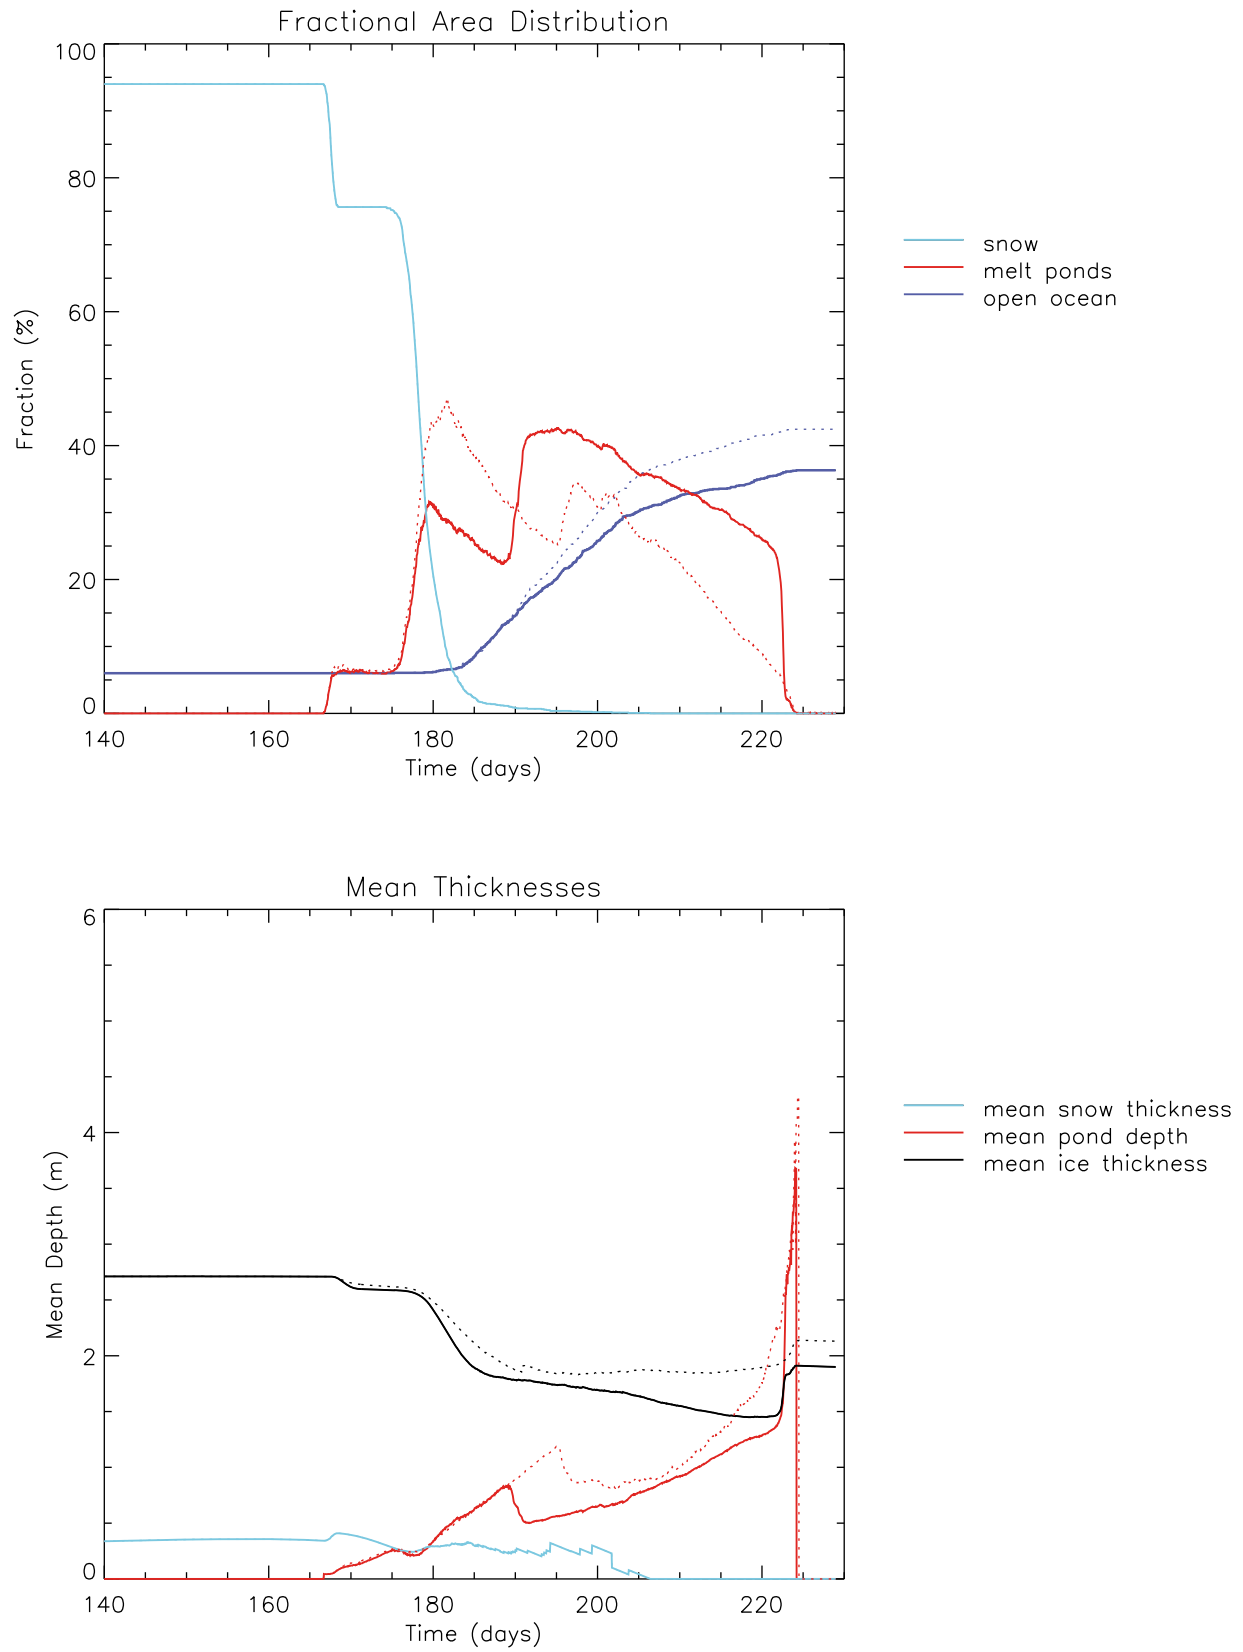 Fractional Area Distribution
100
80
60
40
20
0
Fraction (%)
140 160 180 200 220
Time (days)
snow
melt ponds
open ocean
Mean Thicknesses
6
4
2
0
Mean Depth (m)
140 160 180 200 220
Time (days)
mean snow thickness
mean pond depth
mean ice thickness